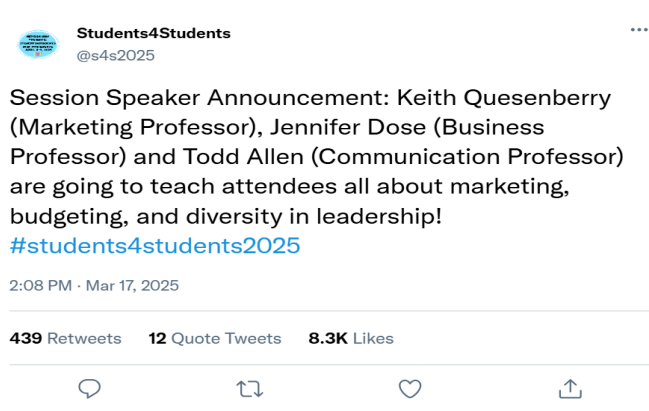 Students4Students
@s4s2025
Session Speaker Announcement: Keith Quesenberry
(Marketing Professor), Jennifer Dose (Business
Professor) and Todd Allen (Communication Professor)
are going to teach attendees all about marketing,
budgeting, and diversity in leadership!
#students4students2025
2:08 PM · Mar 17, 2025
439 Retweets 12 Quote Tweets 8.3K Likes